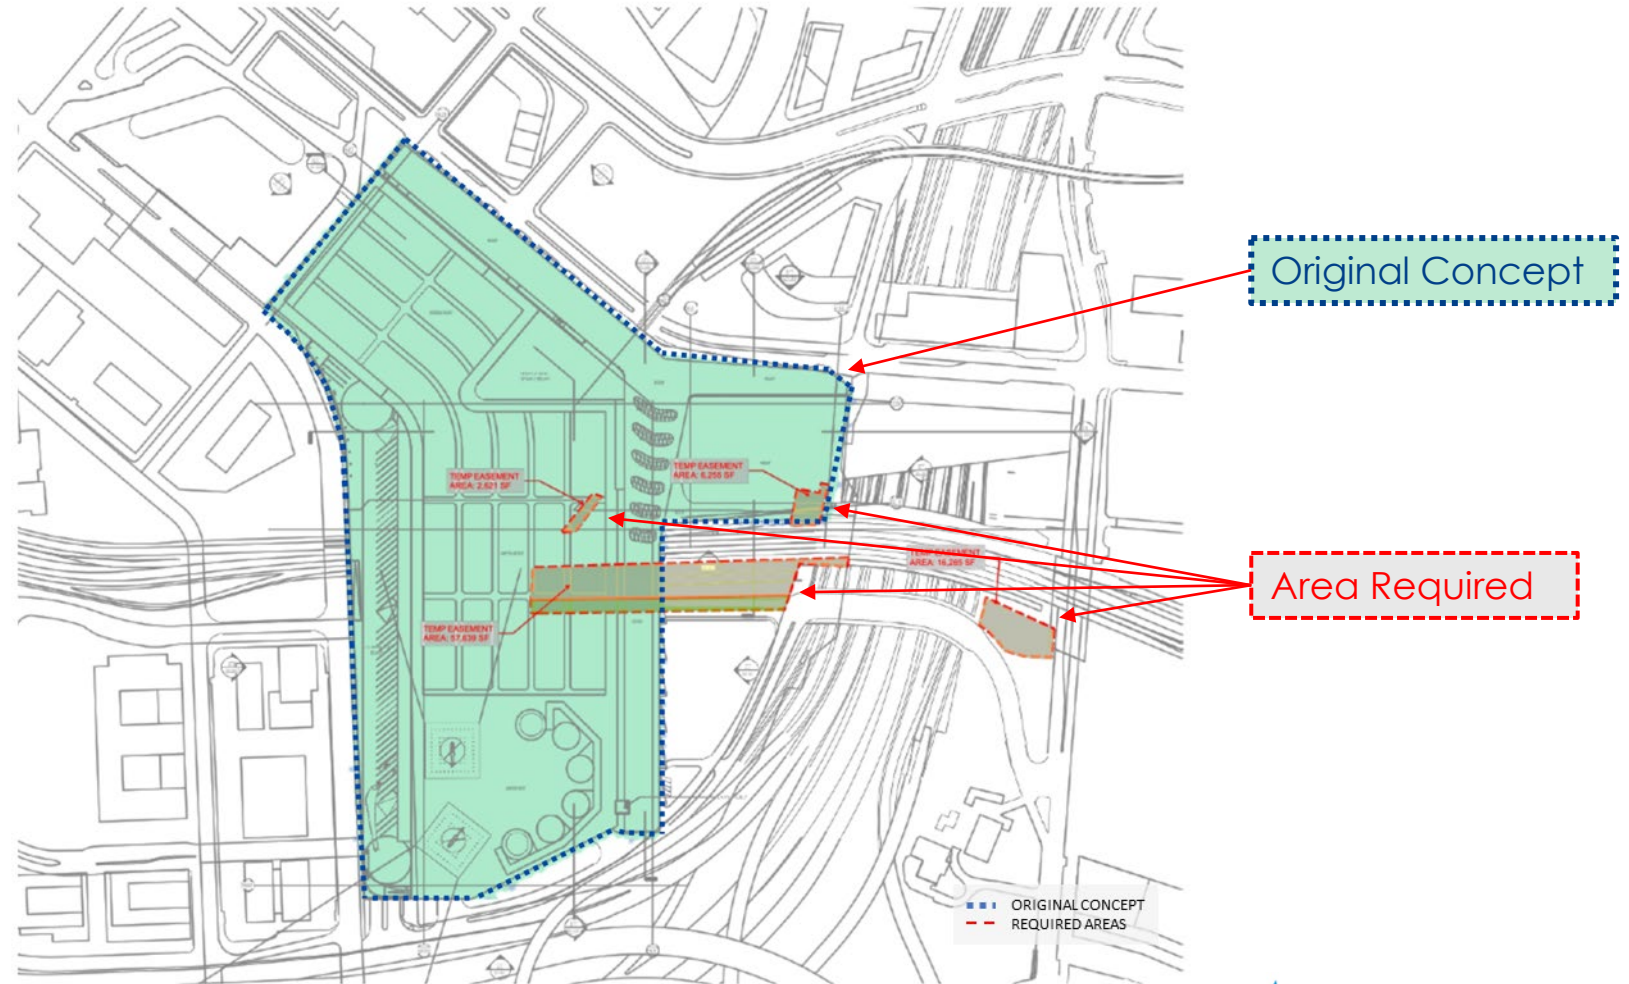 Original Concept
TEMP EASEMENT
AREA: 6,255 SF
TEMP EASEMENT
AREA: 2,621 SF
TEMP EASEMENT
AREA: 16,285 SF
Area Required
TEMP EASEMENT
AREA: 57,639 SF
ORIGINAL CONCEPT
REQUIRED AREAS